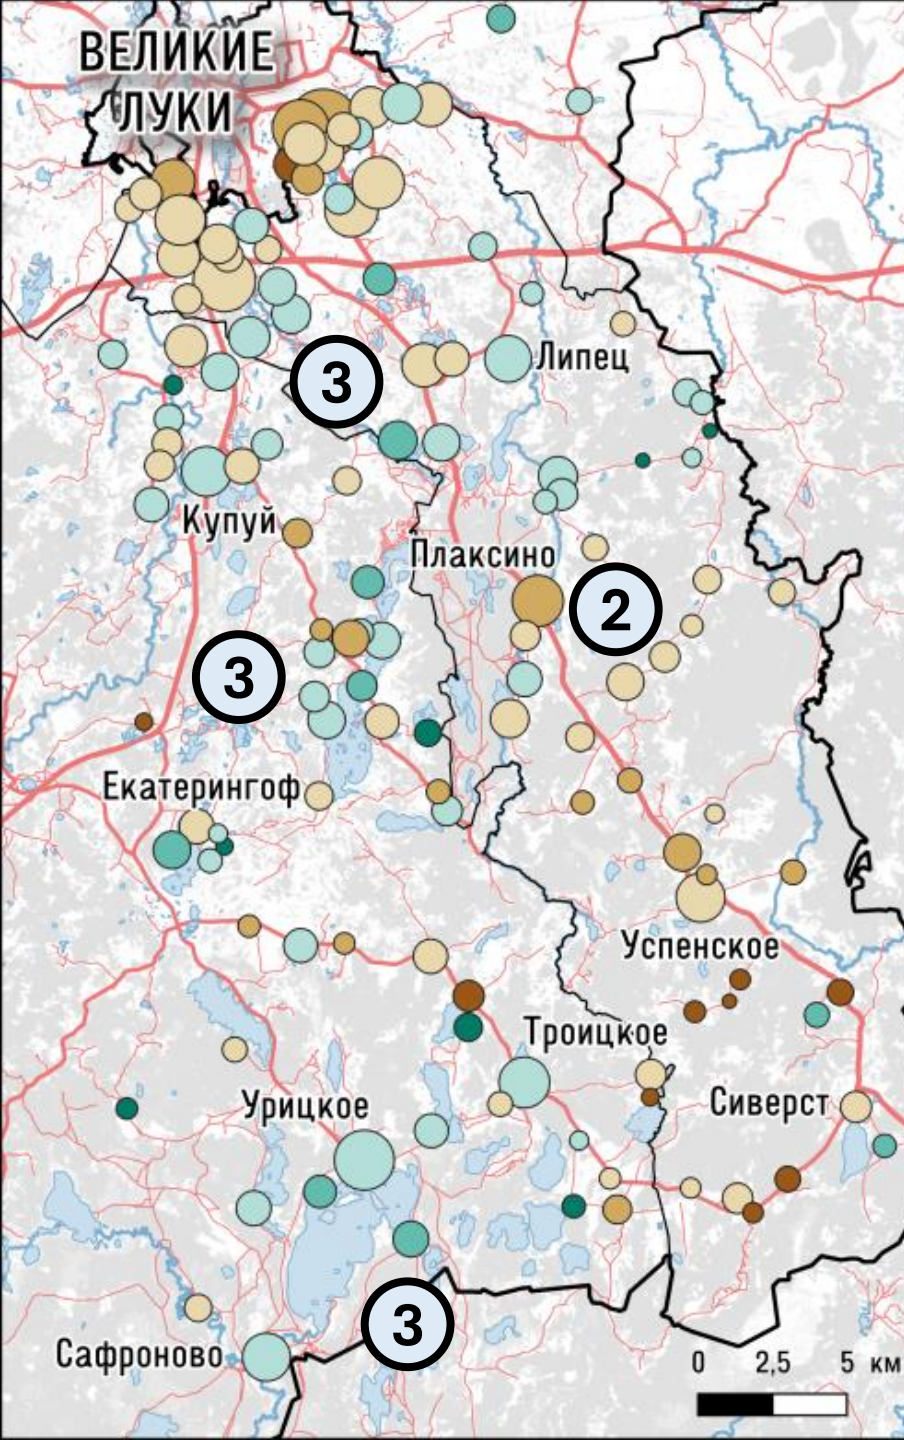 ВЕЛИКИЕ
ЛУКИ
3
Липец
Купуй
Плаксино
2
3
Екатерингоф
Успенское
Троицкое
Урицкое
Сиверст
3
Сафроново
0 2,5 5 км